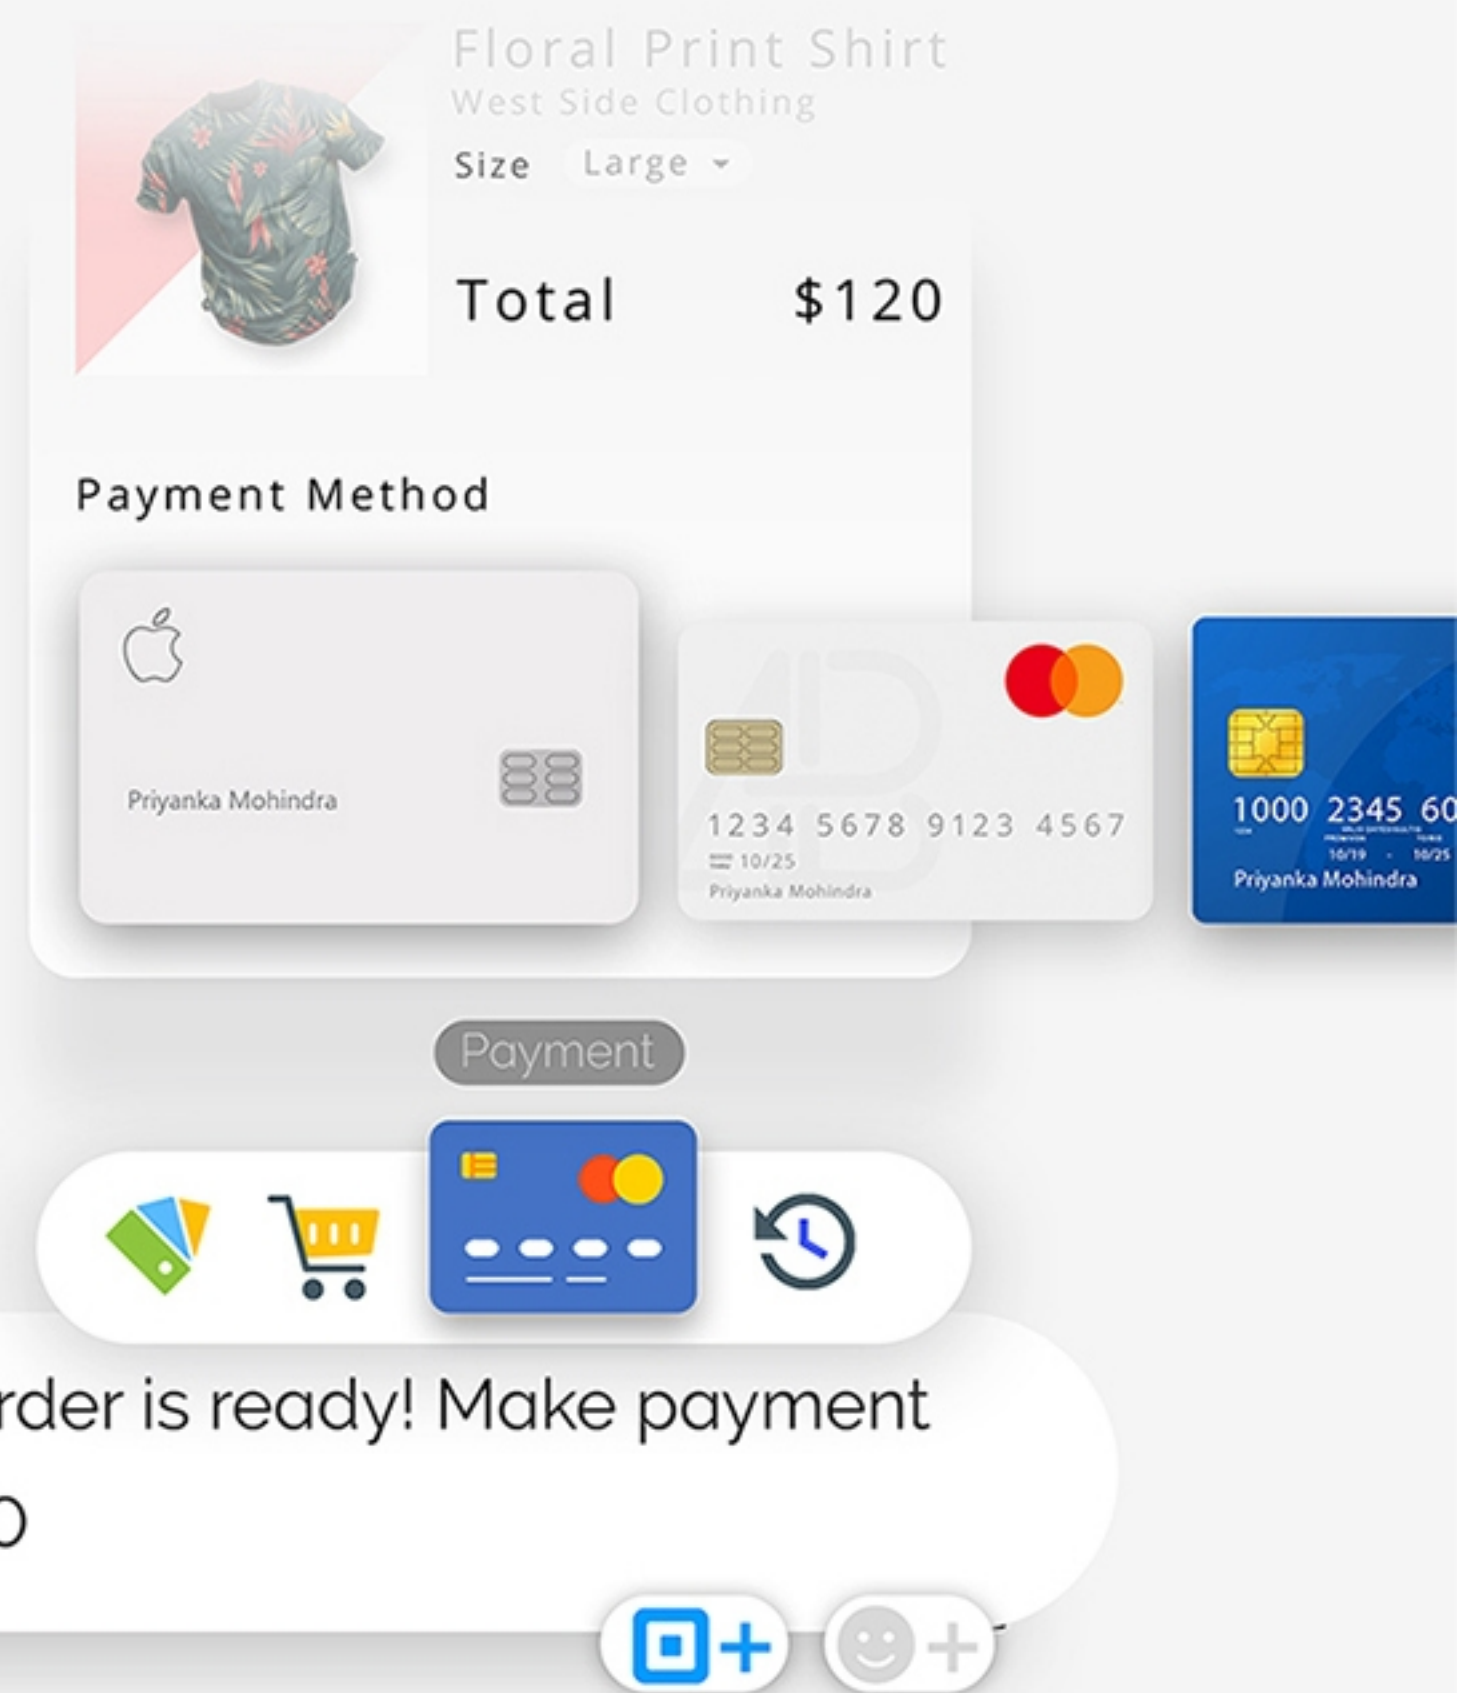 Floral Print Shirt
West Side Clothing
Size Large
Total $120
Payment Method
Priyanka Mohindra
1234 5678 9123 4567
10/25
Priyanka Mohindra
1000 2345 60
10/19 - 10/25
Priyanka Mohindra
Payment
rder is ready! Make payment
0